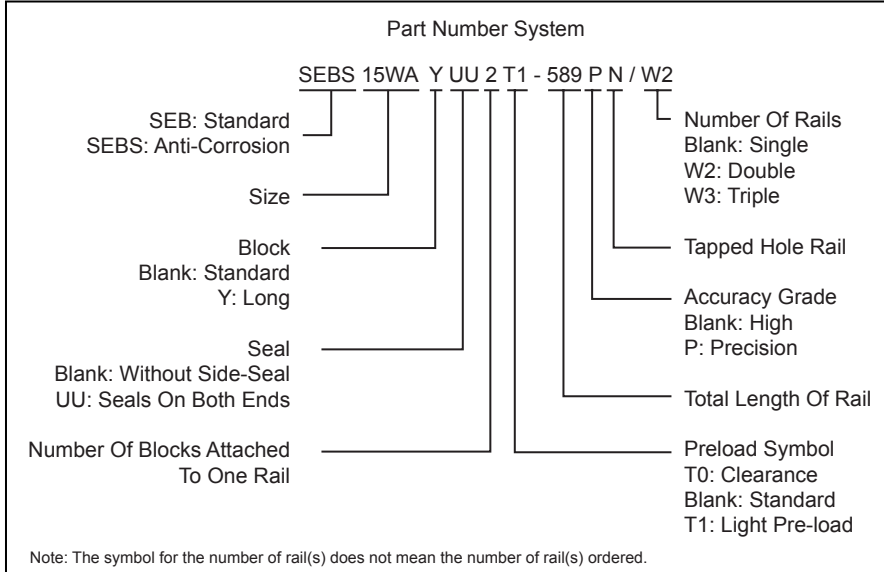 Part Number System
SEBS 15WA Y UU 2 T1 - 589 P N / W2
SEB: Standard
SEBS: Anti-Corrosion
Size
Block
Blank: Standard
Y: Long
Seal
Blank: Without Side-Seal
UU: Seals On Both Ends
Number Of Blocks Attached
To One Rail
Number Of Rails
Blank: Single
W2: Double
W3: Triple
Tapped Hole Rail
Accuracy Grade
Blank: High
P: Precision
Total Length Of Rail
Preload Symbol
T0: Clearance
Blank: Standard
T1: Light Pre-load
Note: The symbol for the number of rail(s) does not mean the number of rail(s) ordered.